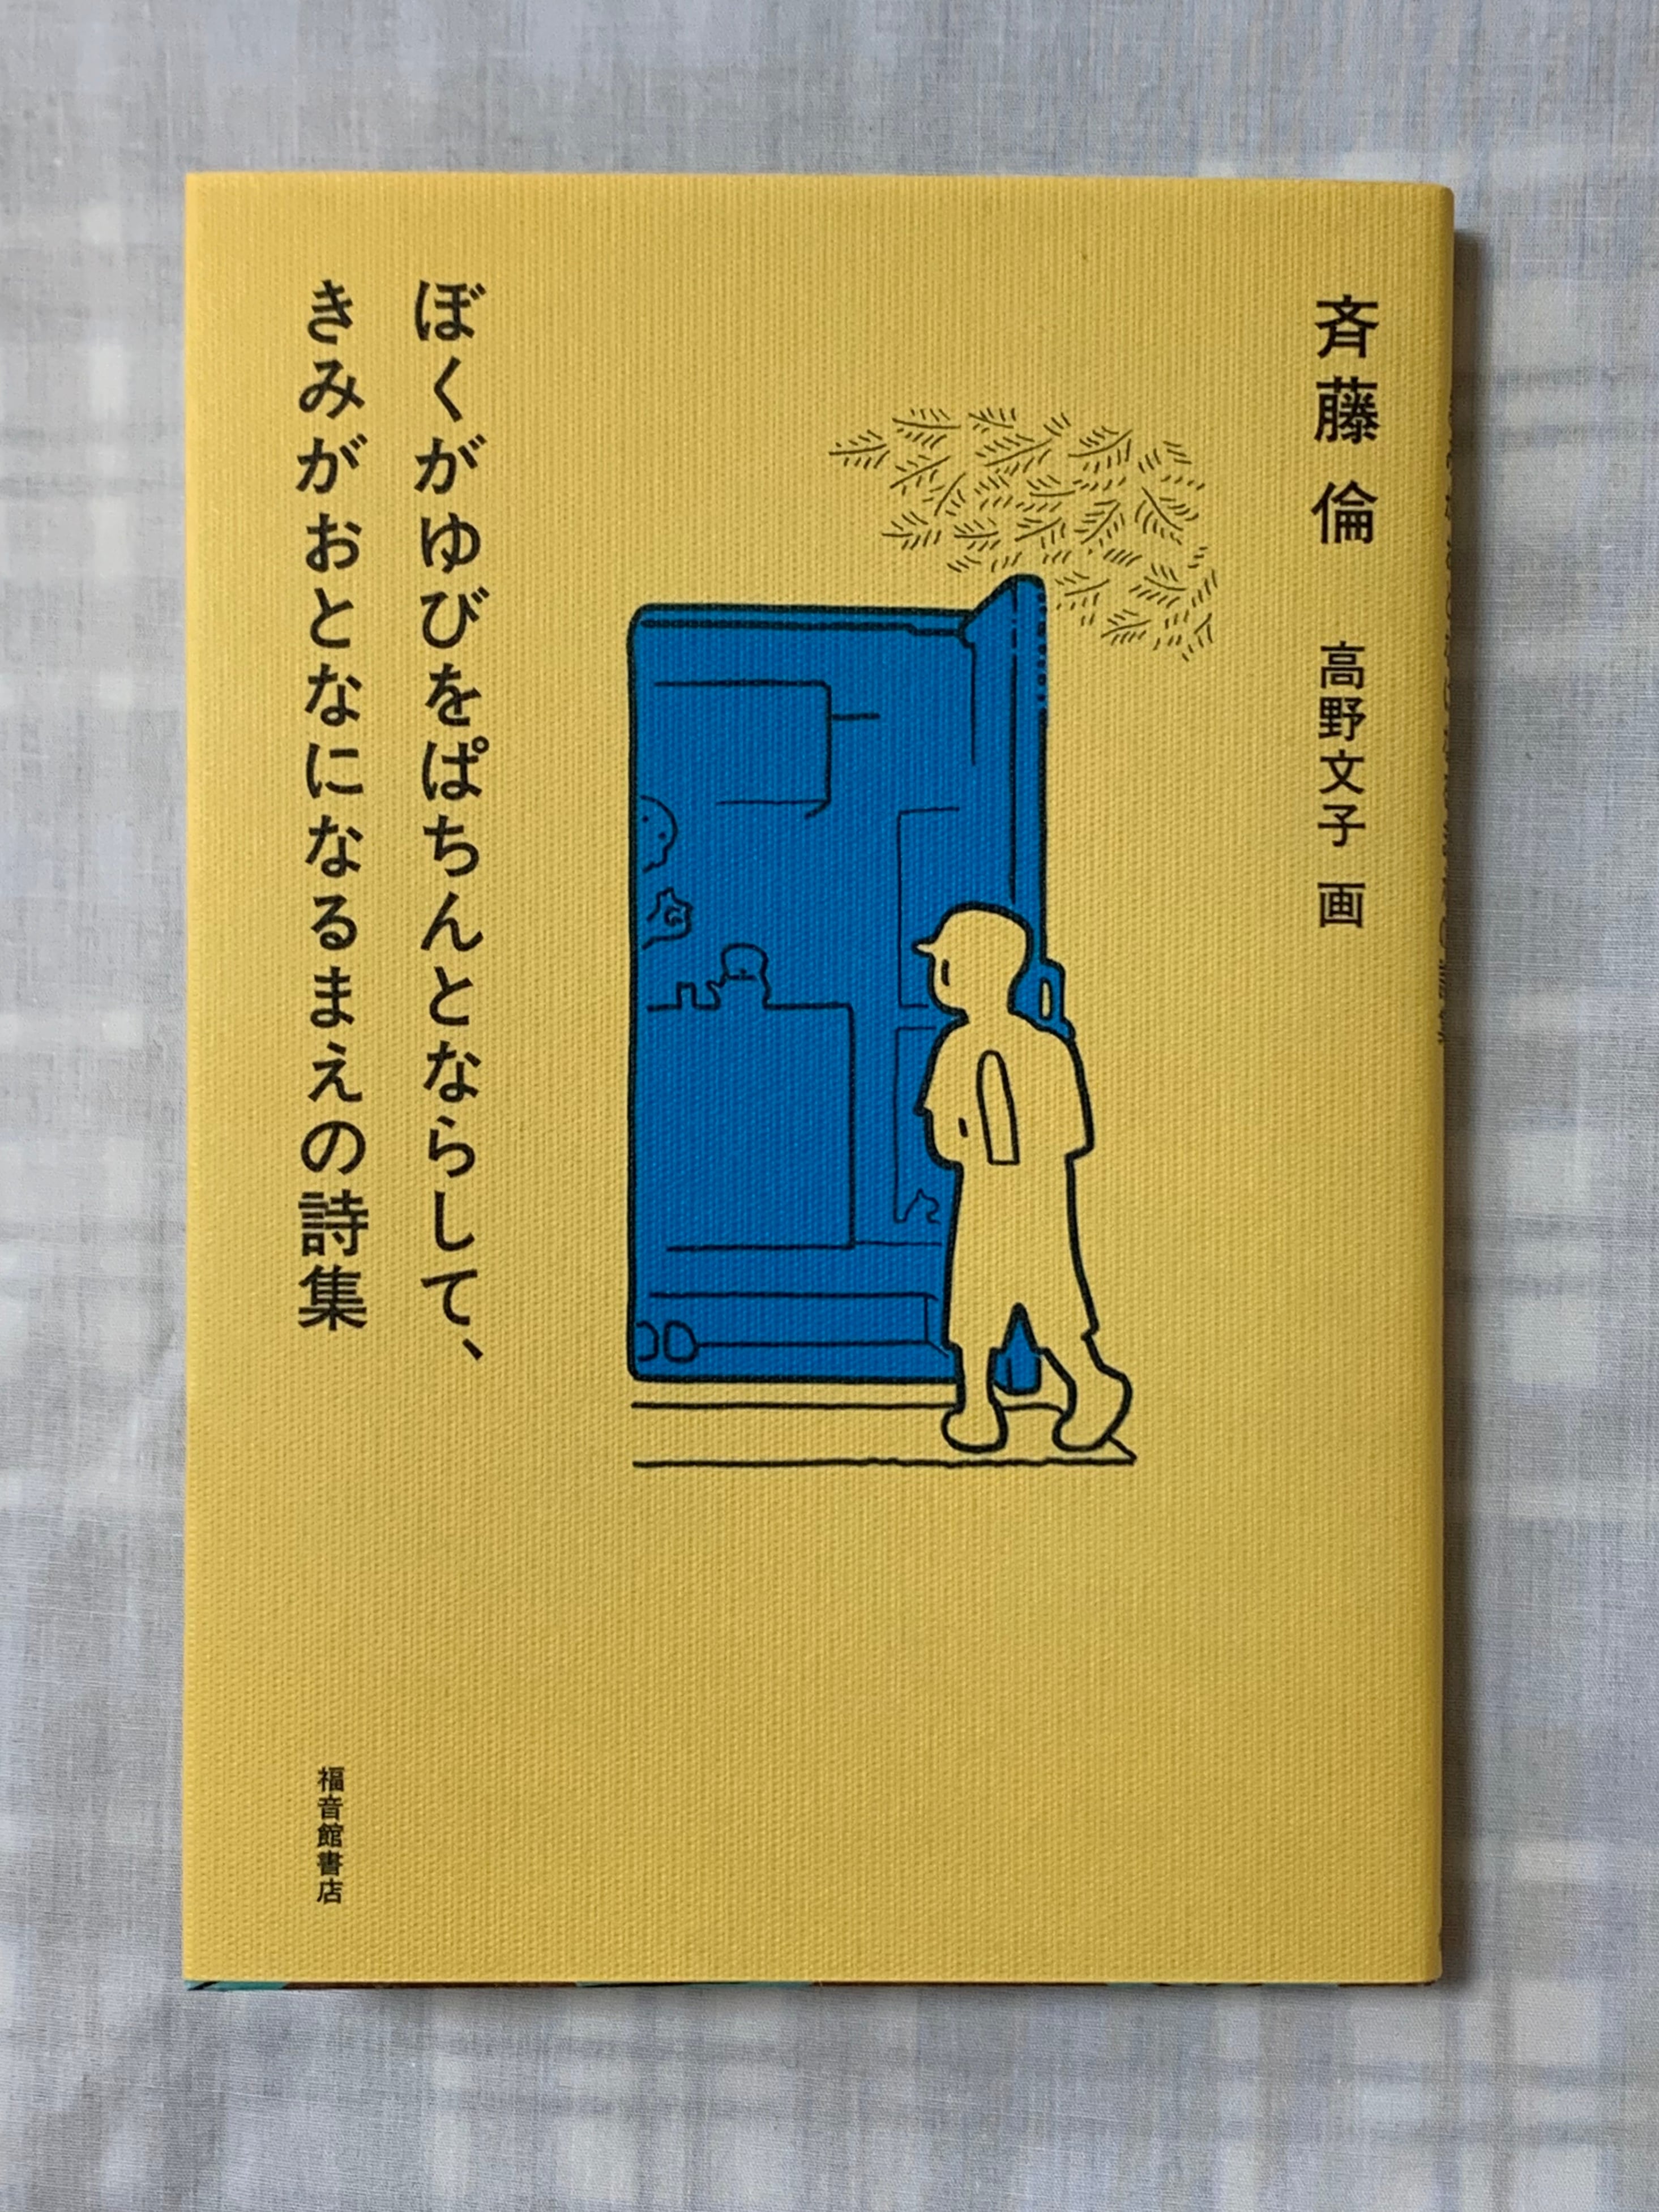 斉藤 倫 高野文子 画
ぼくがゆびをぱちんとならして、
きみがおとなになるまえの詩集
福音館書店